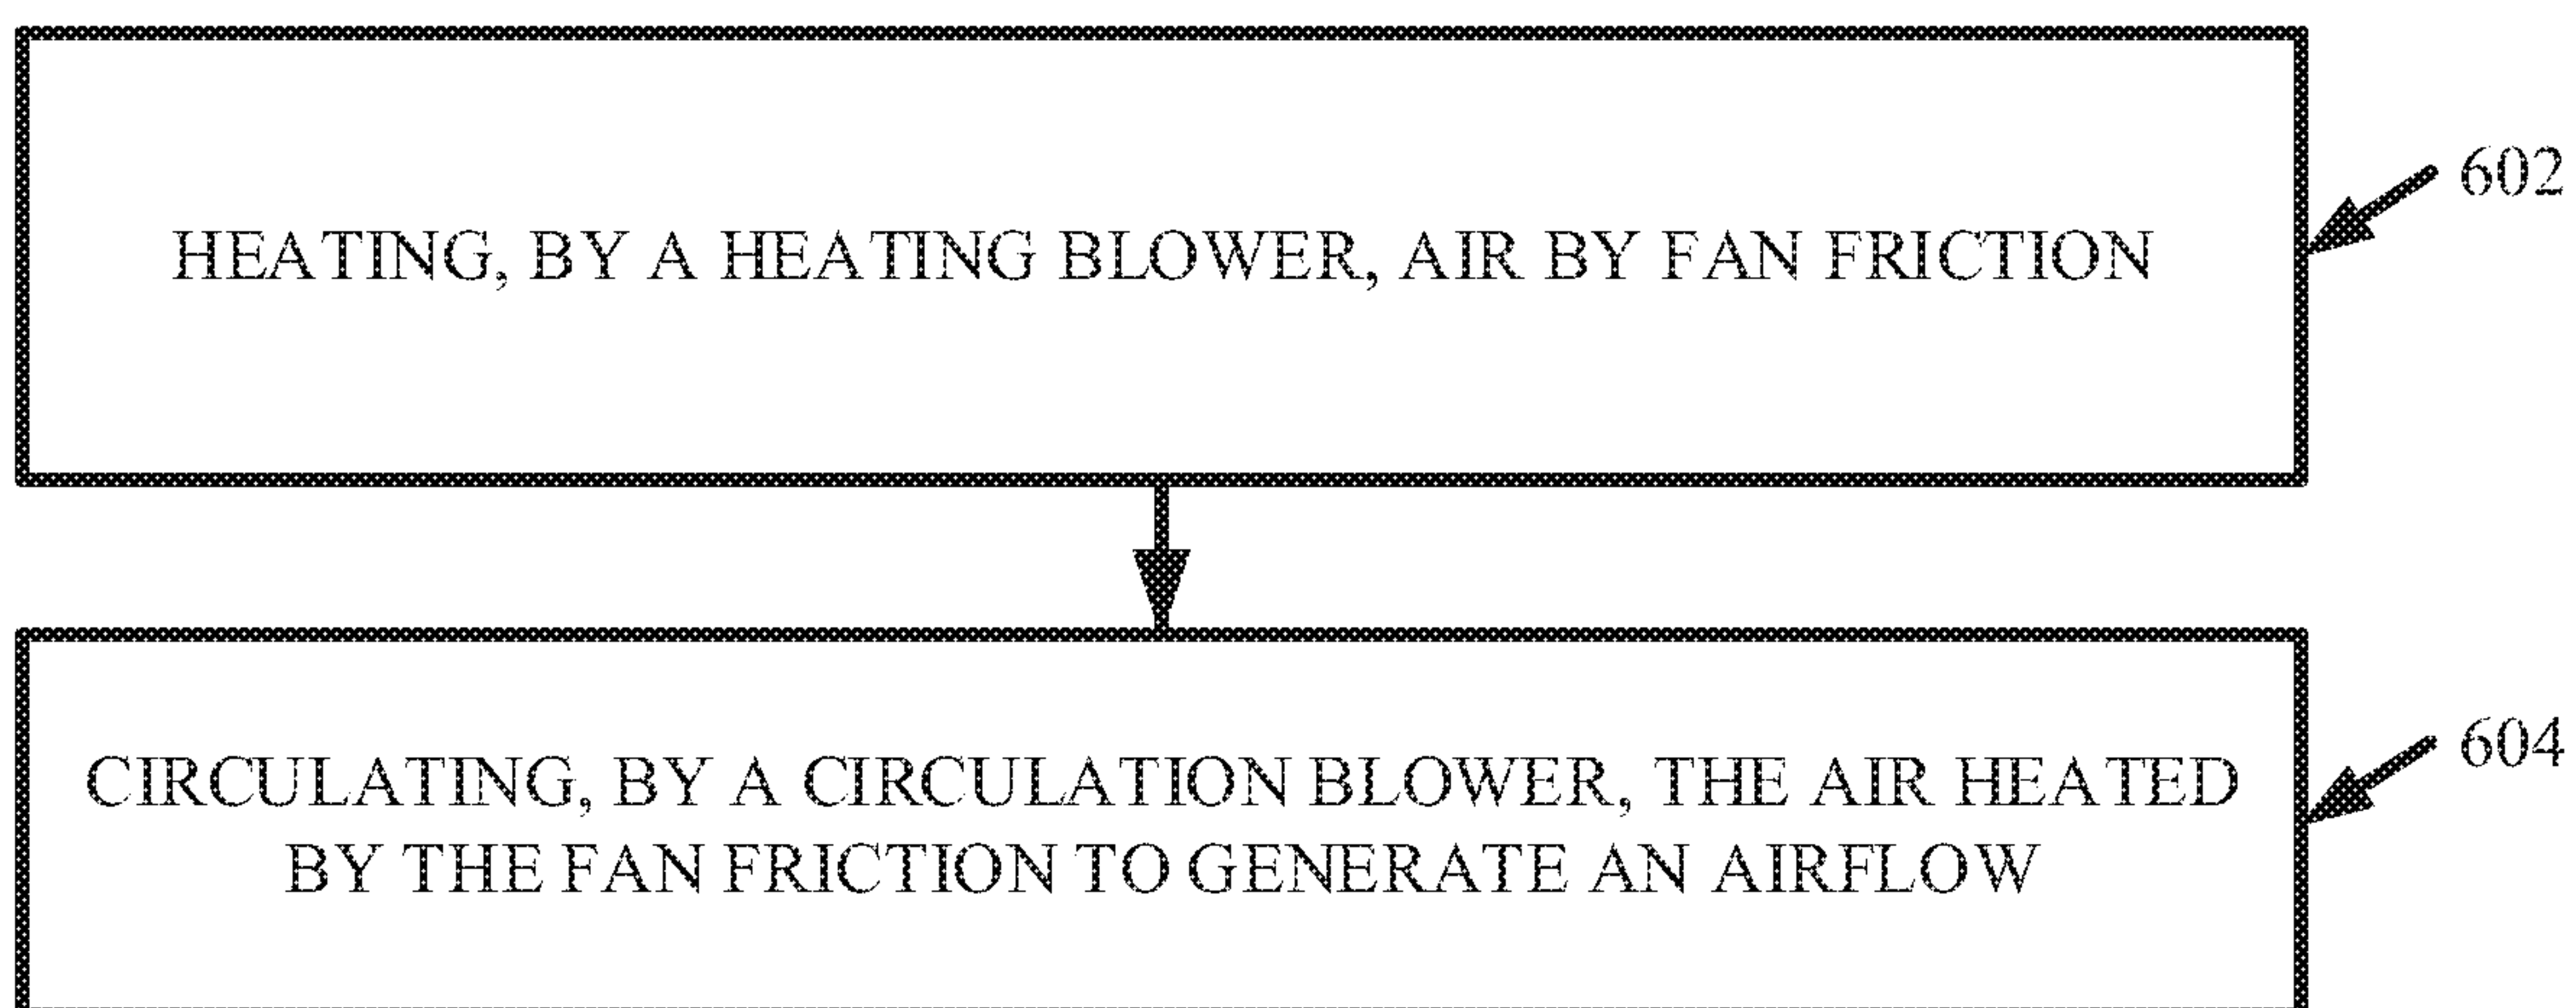 HEATING, BY A HEATING BLOWER, AIR BY FAN FRICTION
602
CIRCULATING, BY A CIRCULATION BLOWER, THE AIR HEATED
BY THE FAN FRICTION TO GENERATE AN AIRFLOW
604